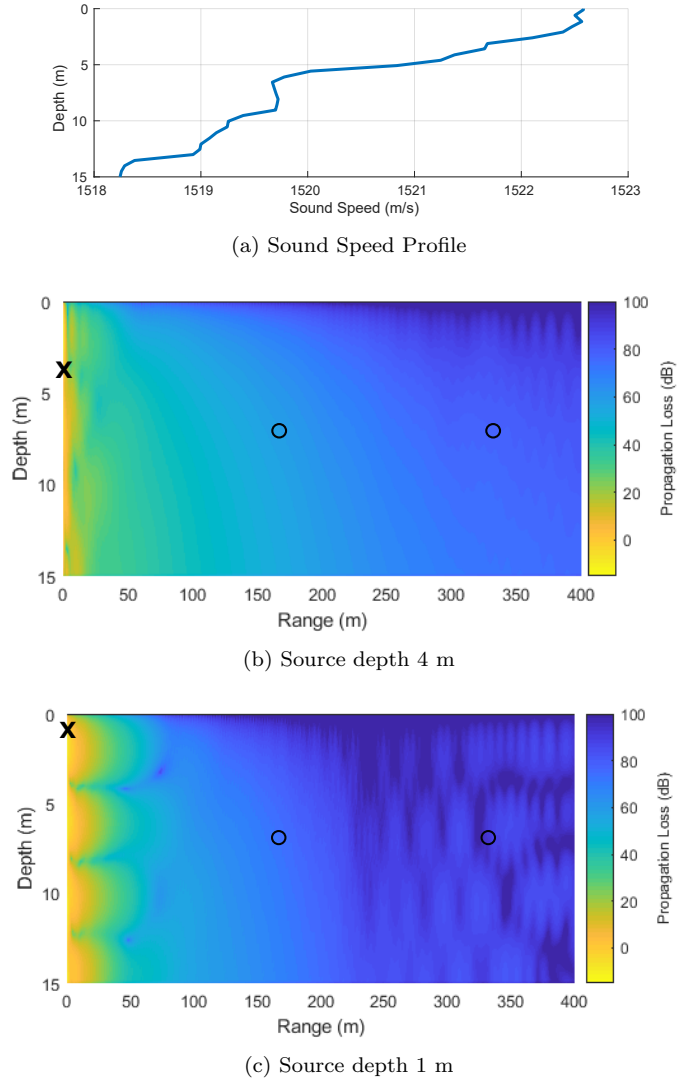 0
5
10
15
Depth (m)
1518 1519 1520 1521 1522 1523
Sound Speed (m/s)
(a) Sound Speed Profile
0
5
10
15
Depth (m)
X
0 50 100 150 200 250 300 350 400
Range (m)
100
80
60
40
20
0
Propagation Loss (dB)
(b) Source depth 4 m
0
5
10
15
Depth (m)
X
0 50 100 150 200 250 300 350 400
Range (m)
100
80
60
40
20
0
Propagation Loss (dB)
(c) Source depth 1 m